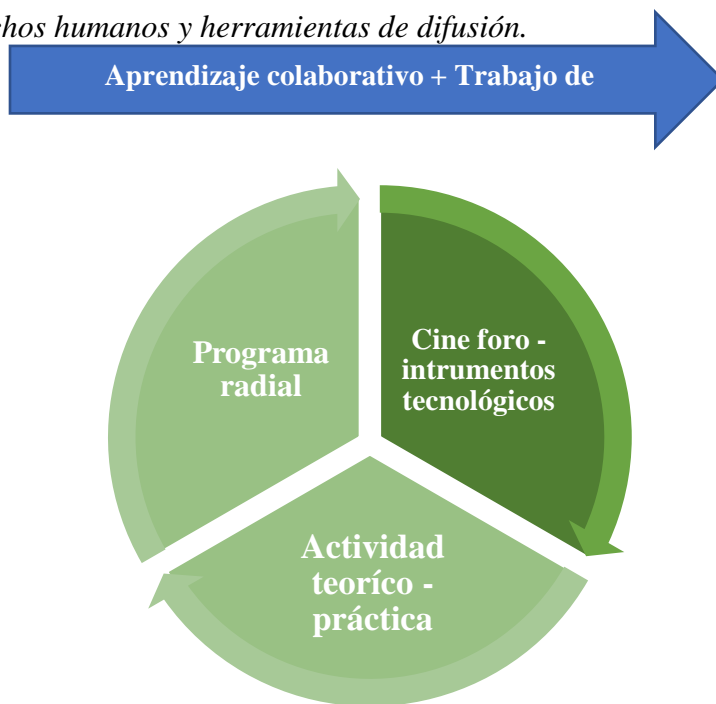 chos humanos y herramientas de difusión.
Aprendizaje colaborativo + Trabajo de
Programa
radial
Cine foro -
intrumentos
tecnológicos
Actividad
teoríco -
práctica